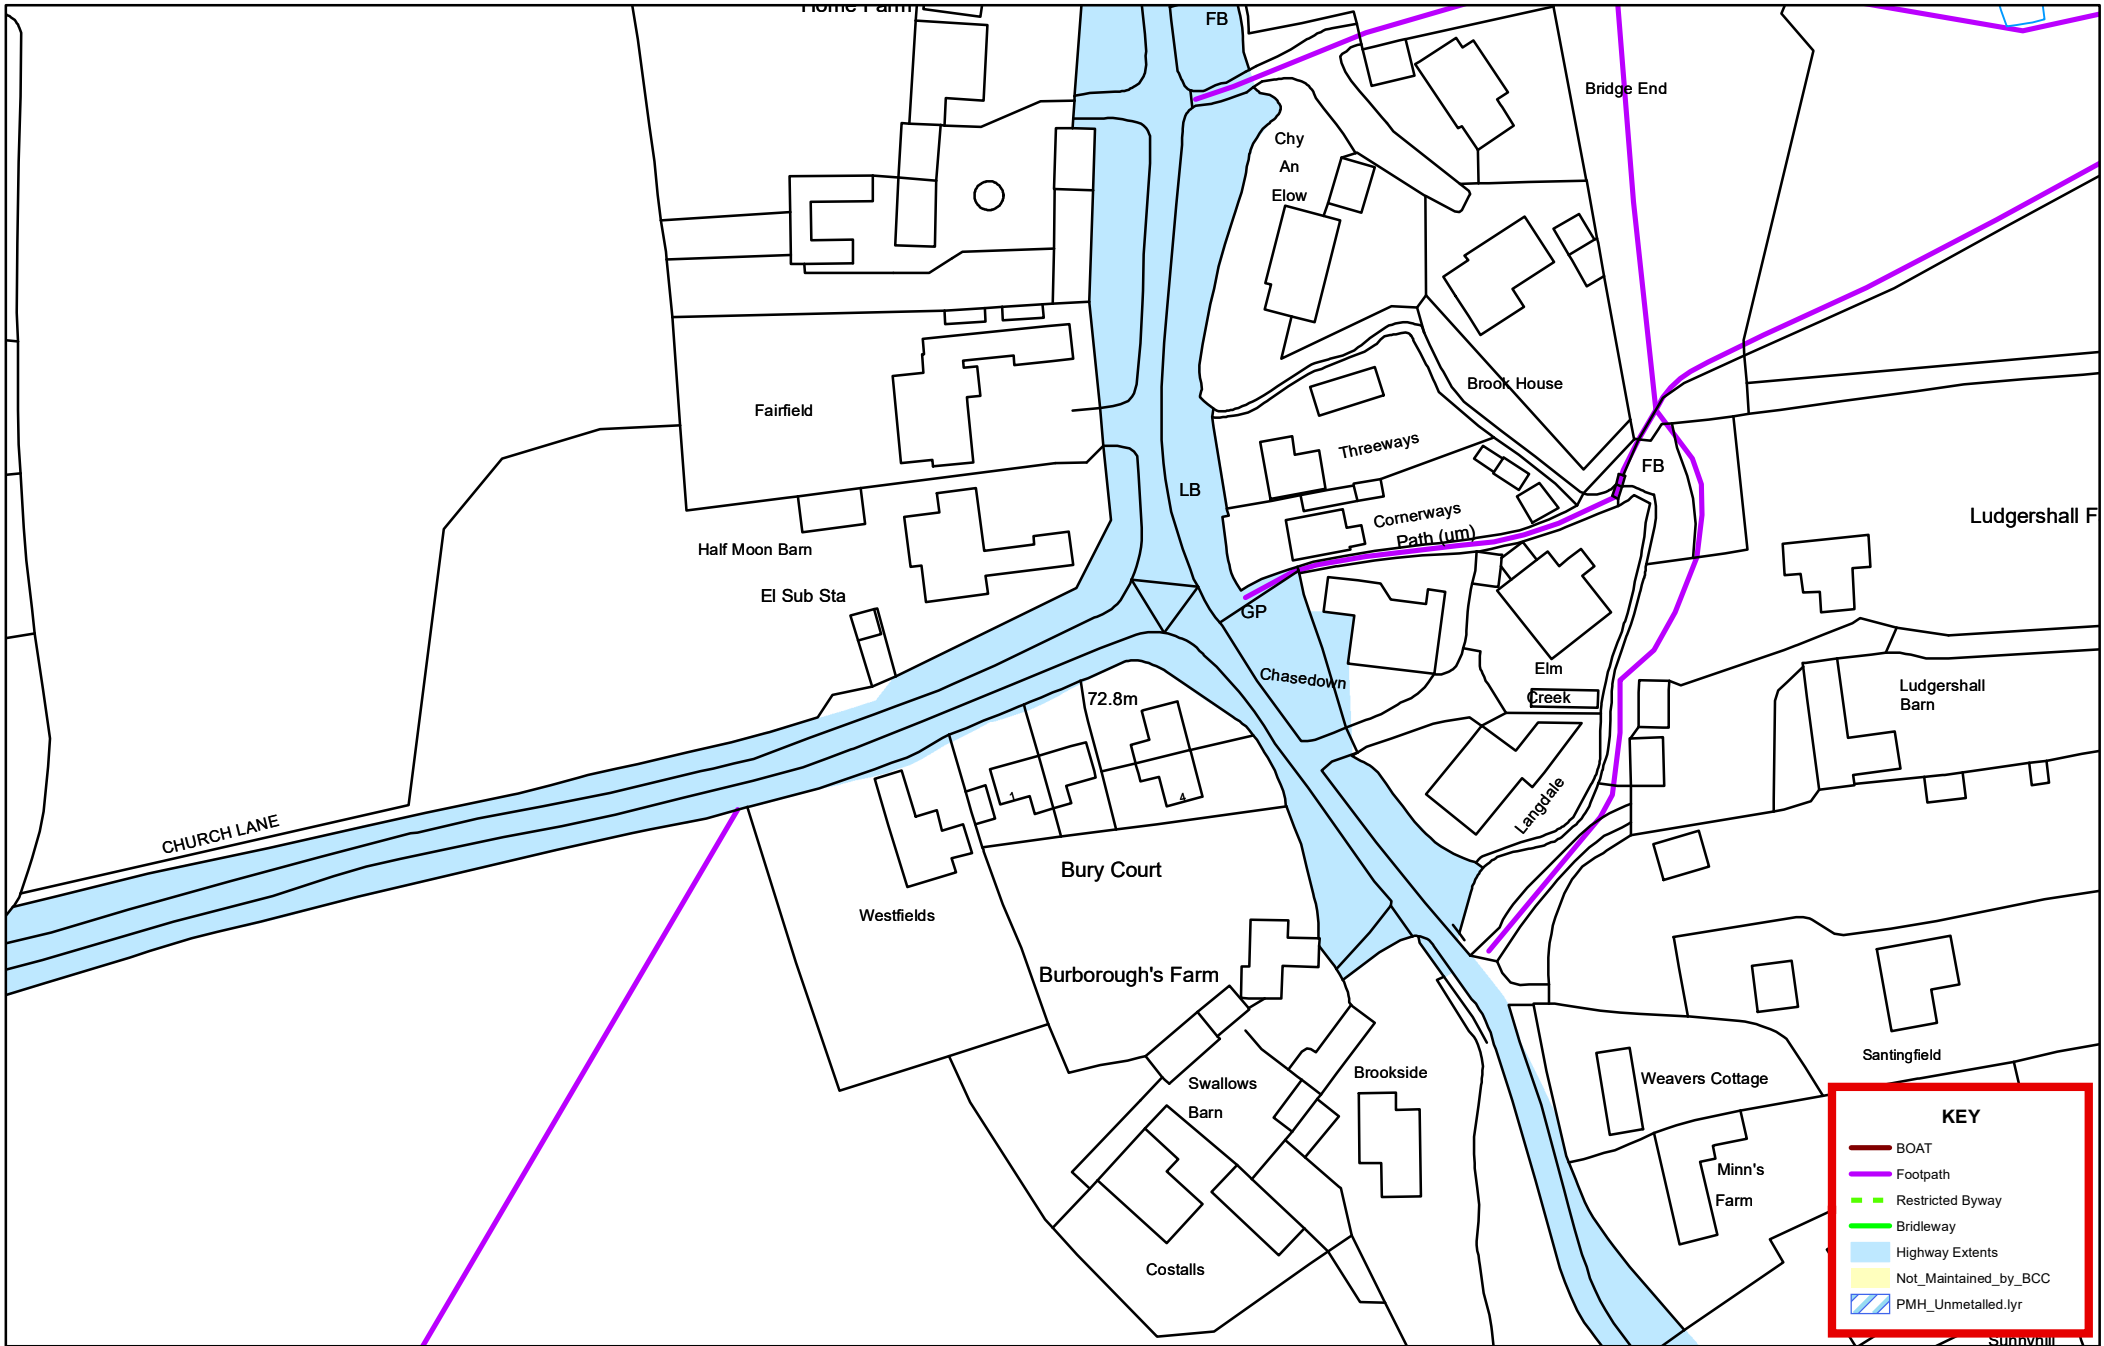 Home Farm
FB
Bridge End
Chy
An
Elow
Fairfield
Brook House
Threeways
FB
LB
Cornerways
Path (um)
Ludgershall F
Half Moon Barn
El Sub Sta
GP
Chasedown
Elm
Creek
72.8m
Ludgershall
Barn
1
4
Langdale
CHURCH LANE
Bury Court
Westfields
Burborough's Farm
Santingfield
Brookside
Weavers Cottage
Swallows
Barn
Minn's
Farm
Costalls
KEY
BOAT
Footpath
Restricted Byway
Bridleway
Highway Extents
Not_Maintained_by_BCC
PMH_Unmetalled.lyr
Sunnyhill